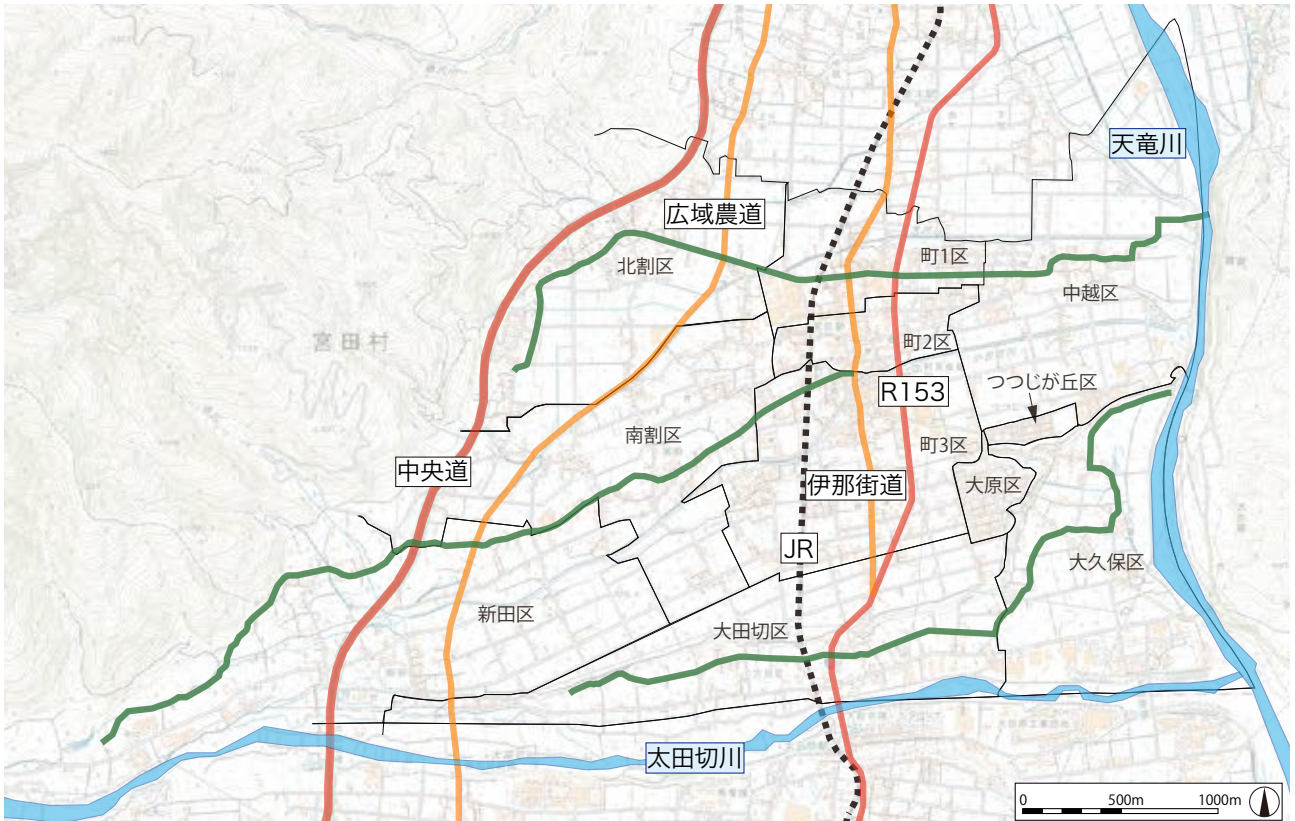 天竜川
広域農道
町1区
北割区
中越区
宮田村
町2区
つつじが丘区
R153
南割区
町3区
中央道
伊那街道
大原区
JR
大久保区
新田区
大田切区
太田切川
0 500m 1000m